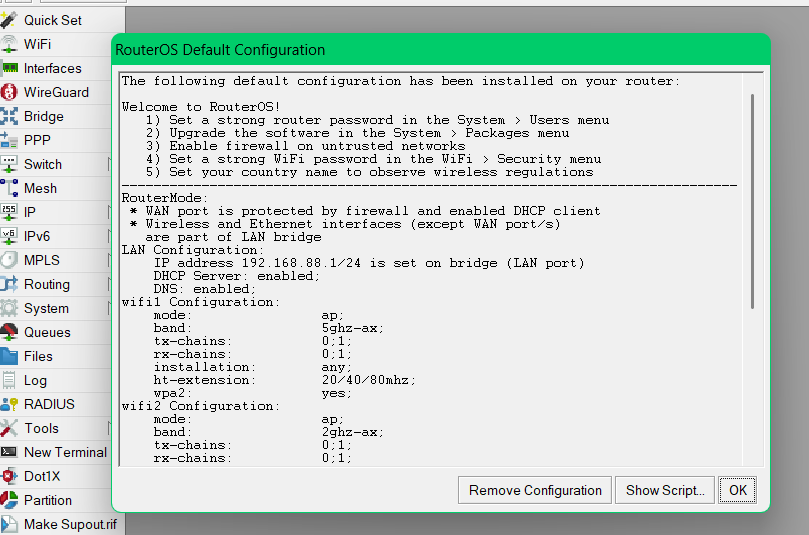 Quick Set
WiFi
Interfaces
WireGuard
Bridge
PPP
Switch
Mesh
IP
IPv6
MPLS
Routing
System
Queues
Files
Log
RADIUS
Tools
New Terminal
Dot1X
Partition
Make Supout.rif
RouterOS Default Configuration
The following default configuration has been installed on your router:
Welcome to RouterOS!
1) Set a strong router password in the System > Users menu
2) Upgrade the software in the System > Packages menu
3) Enable firewall on untrusted networks
4) Set a strong WiFi password in the WiFi > Security menu
5) Set your country name to observe wireless regulations
-----------------------------------------------------------------------------
RouterMode:
* WAN port is protected by firewall and enabled DHCP client
* Wireless and Ethernet interfaces (except WAN port/s)
are part of LAN bridge
LAN Configuration:
IP address 192.168.88.1/24 is set on bridge (LAN port)
DHCP Server: enabled;
DNS: enabled;
wifi1 Configuration:
mode: ap;
band: 5ghz-ax;
tx-chains: 0;1;
rx-chains: 0;1;
installation: any;
ht-extension: 20/40/80mhz;
wpa2: yes;
wifi2 Configuration:
mode: ap;
band: 2ghz-ax;
tx-chains: 0;1;
rx-chains: 0;1;
Remove Configuration Show Script... OK